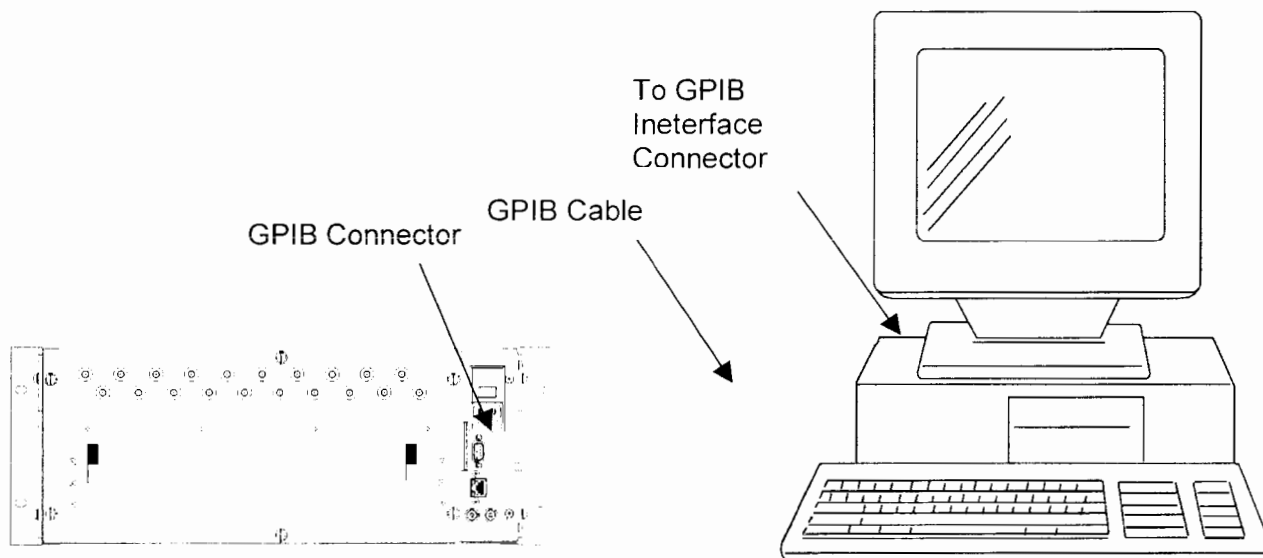 To GPIB
Ineterface
Connector
GPIB Cable
GPIB Connector